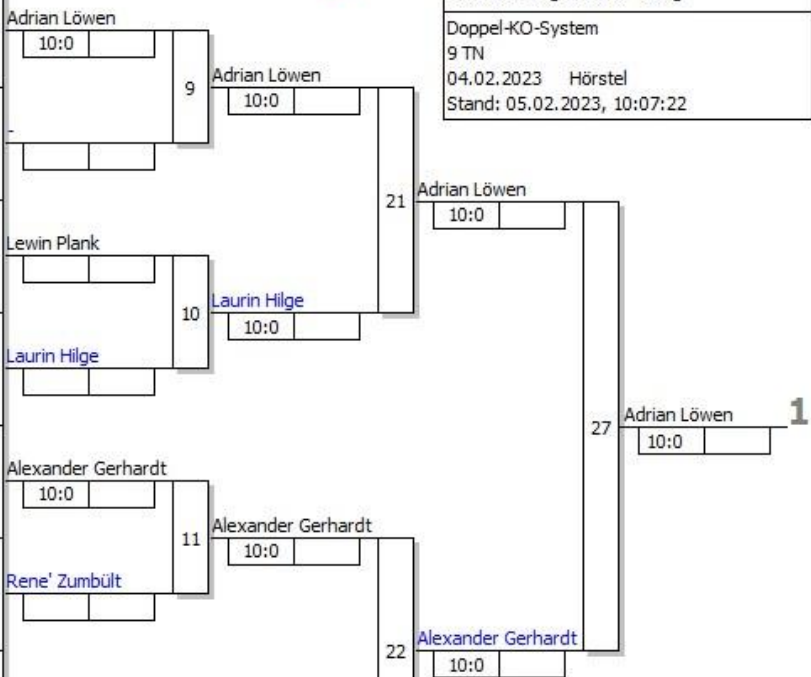 Doppel-KO-System
9 TN
04.02.2023 Hörstel
Stand: 05.02.2023, 10:07:22
Adrian Löwen
10:0
9
-
Adrian Löwen
10:0
21
Adrian Löwen
10:0
Lewin Plank
10
Laurin Hilge
Laurin Hilge
10:0
27
Adrian Löwen
10:0
1
Alexander Gerhardt
10:0
11
Rene' Zumbült
Alexander Gerhardt
10:0
22
Alexander Gerhardt
10:0